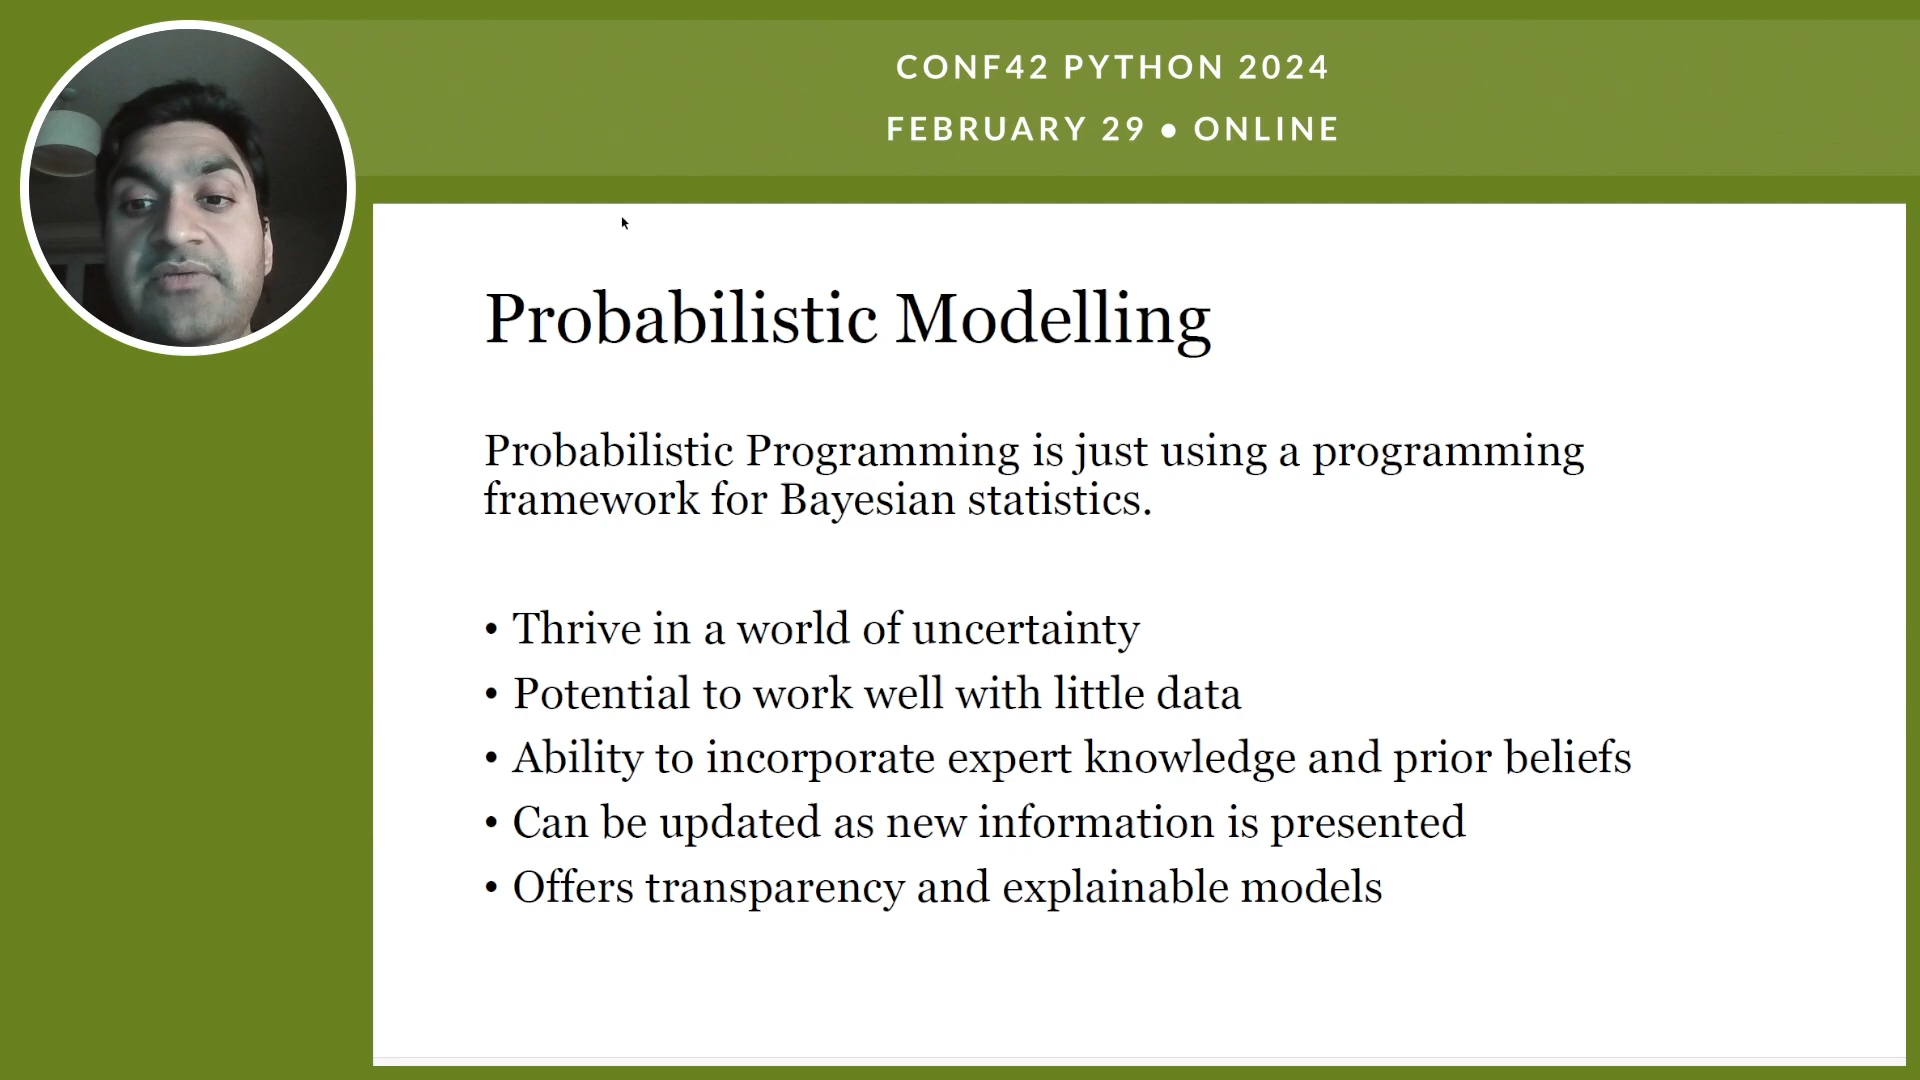 CONF42 PYTHON 2024
FEBRUARY 29 ● ONLINE
Probabilistic Modelling
Probabilistic Programming is just using a programming
framework for Bayesian statistics.
• Thrive in a world of uncertainty
• Potential to work well with little data
• Ability to incorporate expert knowledge and prior beliefs
• Can be updated as new information is presented
• Offers transparency and explainable models